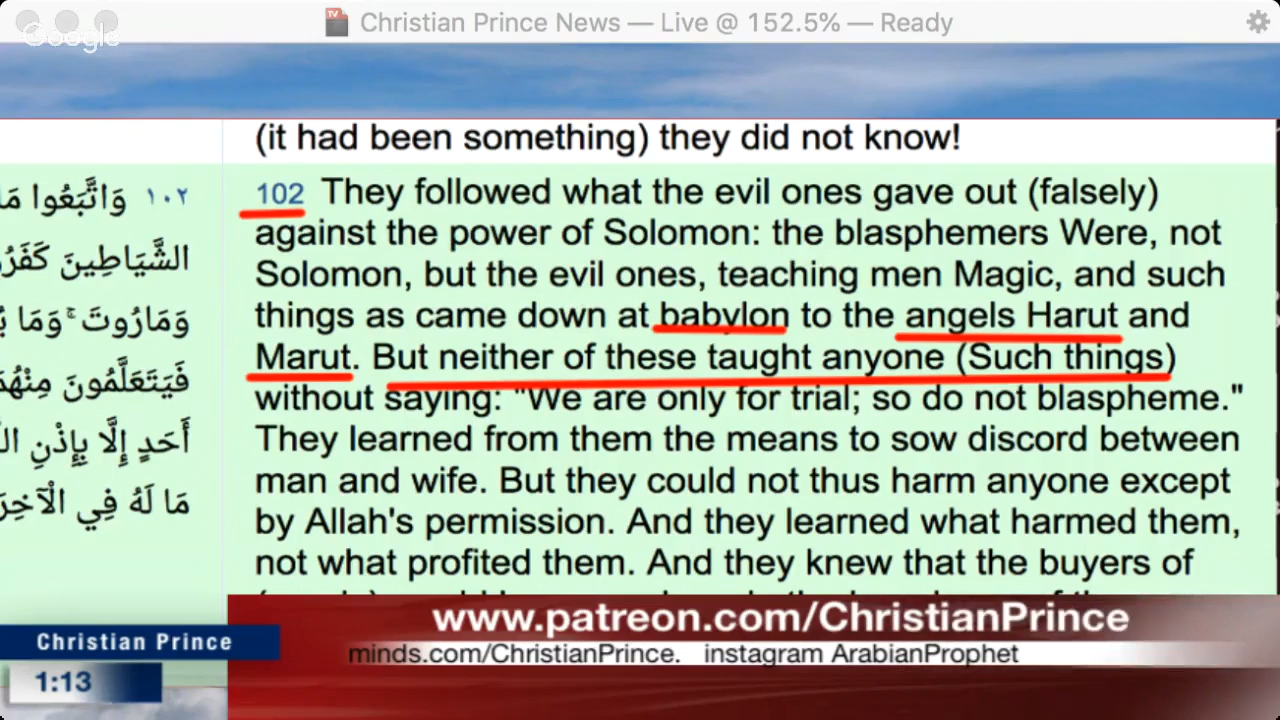 Christian Prince News — Live @ 152.5% — Ready
Google
(it had been something) they did not know!
102 They followed what the evil ones gave out (falsely)
against the power of Solomon: the blasphemers Were, not
Solomon, but the evil ones, teaching men Magic, and such
things as came down at babylon to the angels Harut and
Marut. But neither of these taught anyone (Such things)
without saying: "We are only for trial; so do not blaspheme."
They learned from them the means to sow discord between
man and wife. But they could not thus harm anyone except
by Allah's permission. And they learned what harmed them,
not what profited them. And they knew that the buyers of
١٠٢ وَاتَّبَعُوا
الشَّيَاطِينَ
وَمَارُوتَ ۚ وَمَا
فَيَتَعَلَّمُونَ
أَحَدٍ إِلَّا بِإِذْنِ
مَا لَهُ فِي
www.patreon.com/ChristianPrince
Christian Prince
minds.com/ChristianPrince. instagram ArabianProphet
1:13